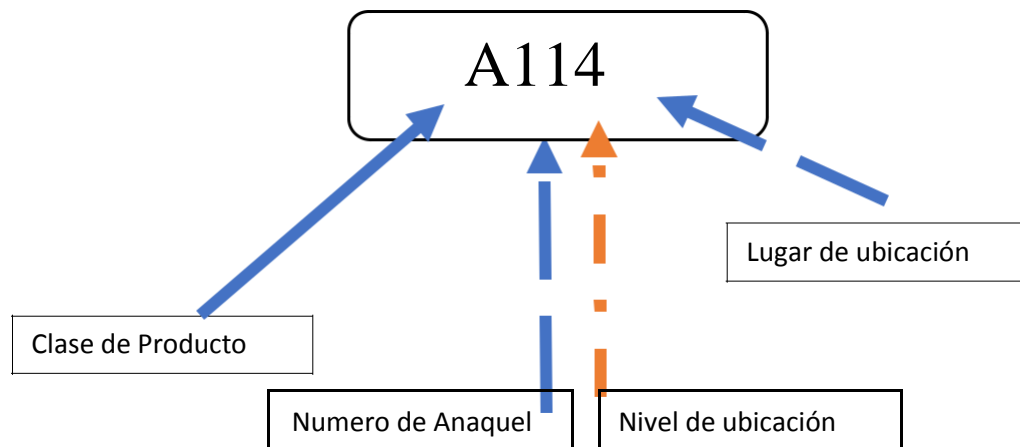 A114
Lugar de ubicación
Clase de Producto
Numero de Anaquel
Nivel de ubicación